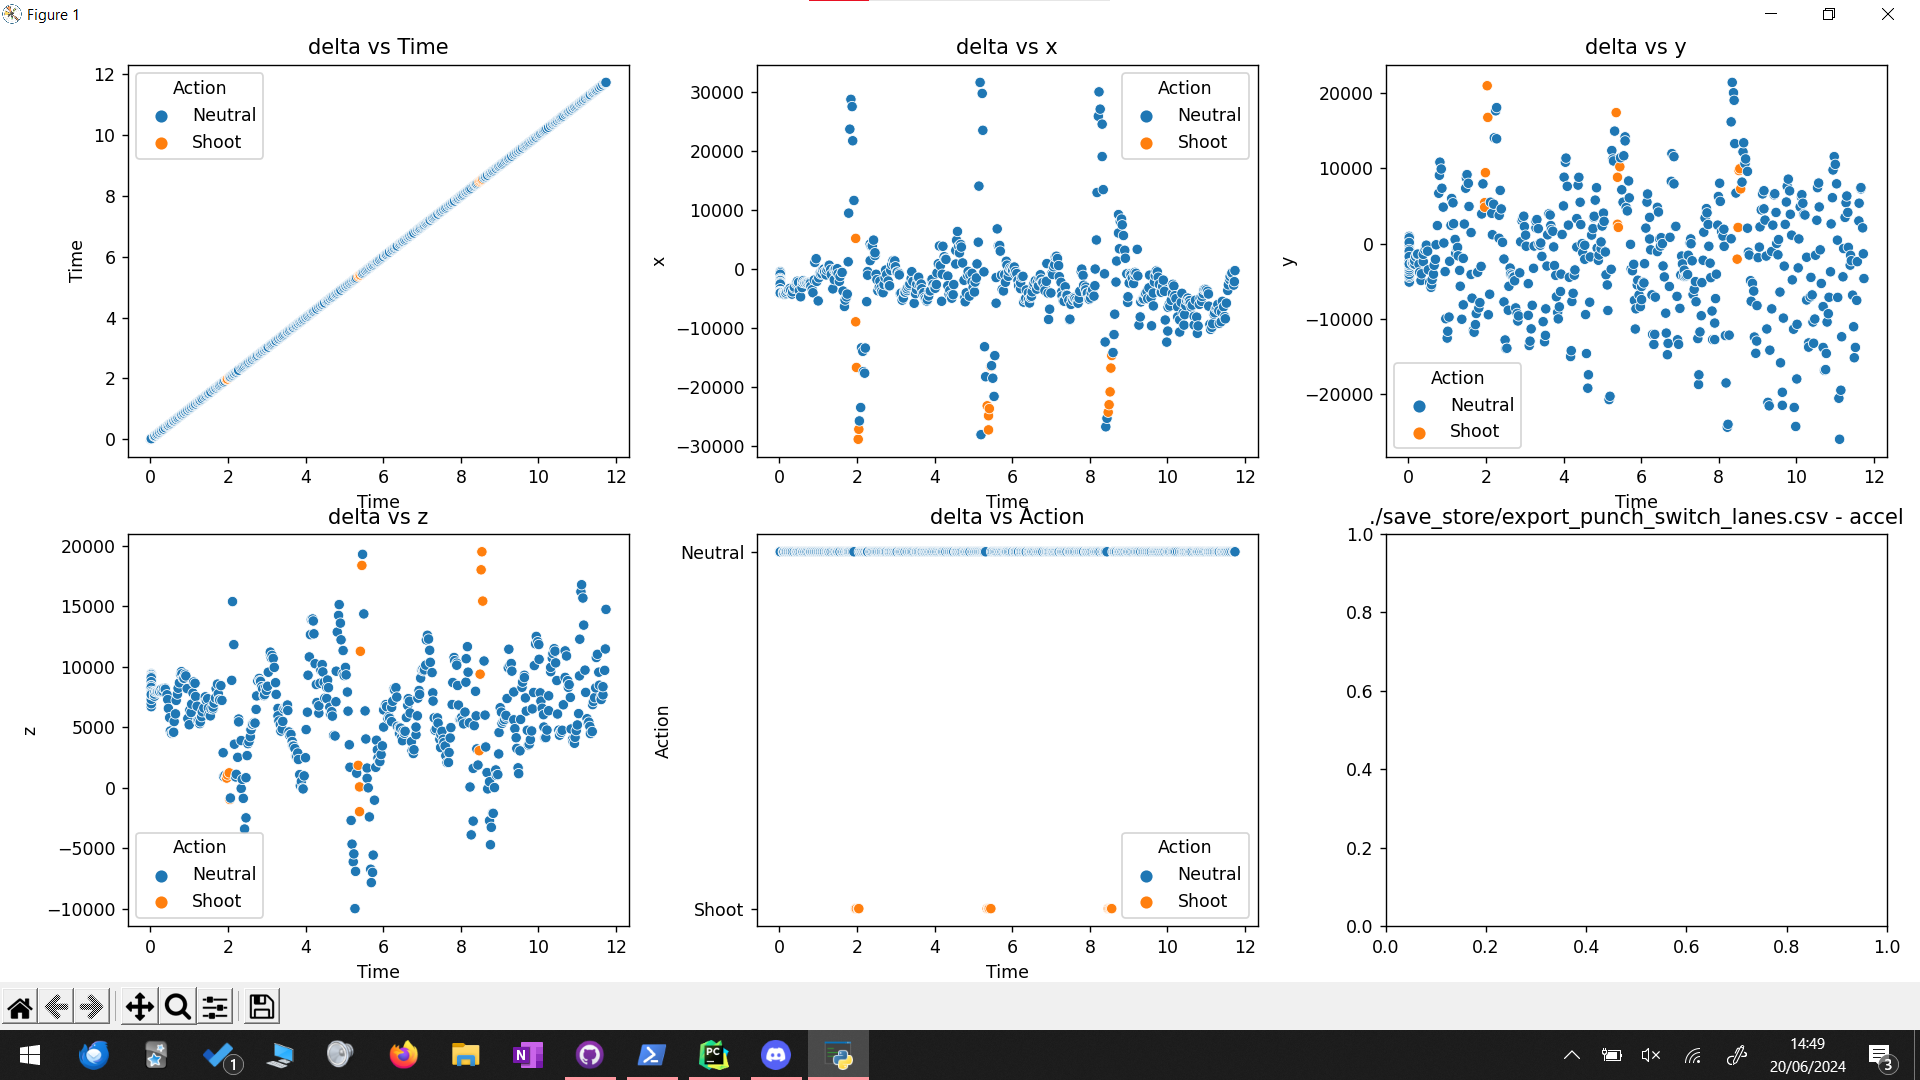 Figure 1
delta vs Time
12
10
8
6
4
2
0
Time
Action
Neutral
Shoot
0 2 4 6 8 10 12
Time
delta vs x
30000
20000
10000
0
−10000
−20000
−30000
x
Action
Neutral
Shoot
0 2 4 6 8 10 12
Time
delta vs y
20000
10000
0
−10000
−20000
y
Action
Neutral
Shoot
0 2 4 6 8 10 12
Time
delta vs z
20000
15000
10000
5000
0
−5000
−10000
z
Action
Neutral
Shoot
0 2 4 6 8 10 12
Time
delta vs Action
Neutral
Shoot
Action
Action
Neutral
Shoot
0 2 4 6 8 10 12
Time
./save_store/export_punch_switch_lanes.csv - accel
1.0
0.8
0.6
0.4
0.2
0.0
0.0 0.2 0.4 0.6 0.8 1.0
1
N
PC
14:49
20/06/2024
3